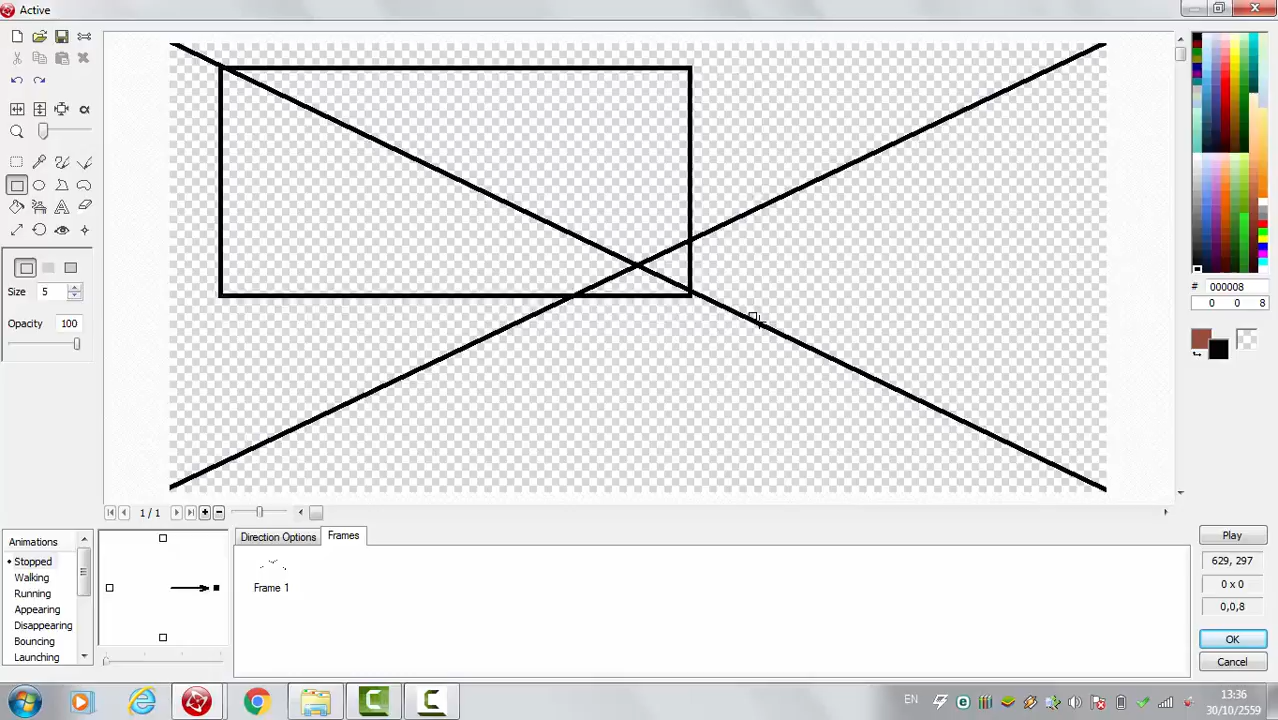 Active
Size 5
Opacity 100
# 000008
0 0 8
1 / 1
Animations
Stopped
Walking
Running
Appearing
Disappearing
Bouncing
Launching
Direction Options
Frames
Frame 1
Play
629, 297
0 x 0
0,0,8
OK
Cancel
EN
13:36
30/10/2559